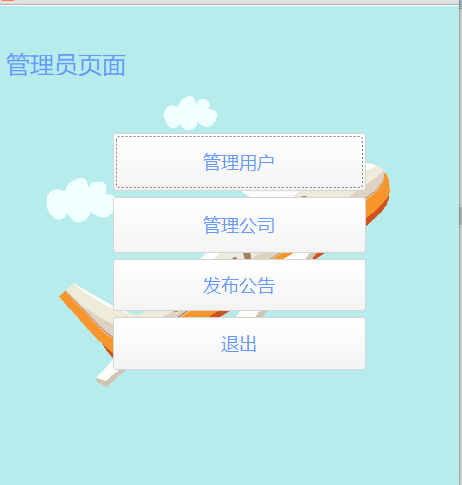 管理员页面
管理用户
管理公司
发布公告
退出